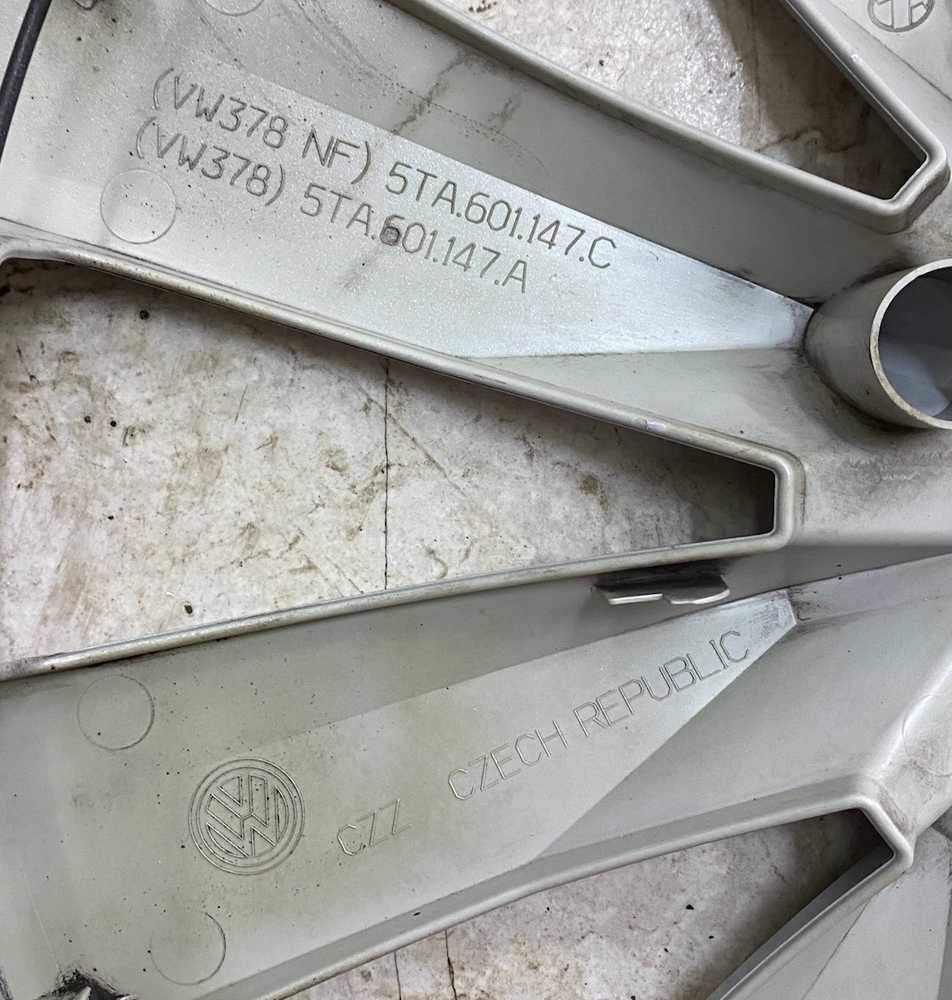 (VW378 NF) 5TA.601.147.C
(VW378) 5TA.601.147.A
CZZ CZECH REPUBLIC